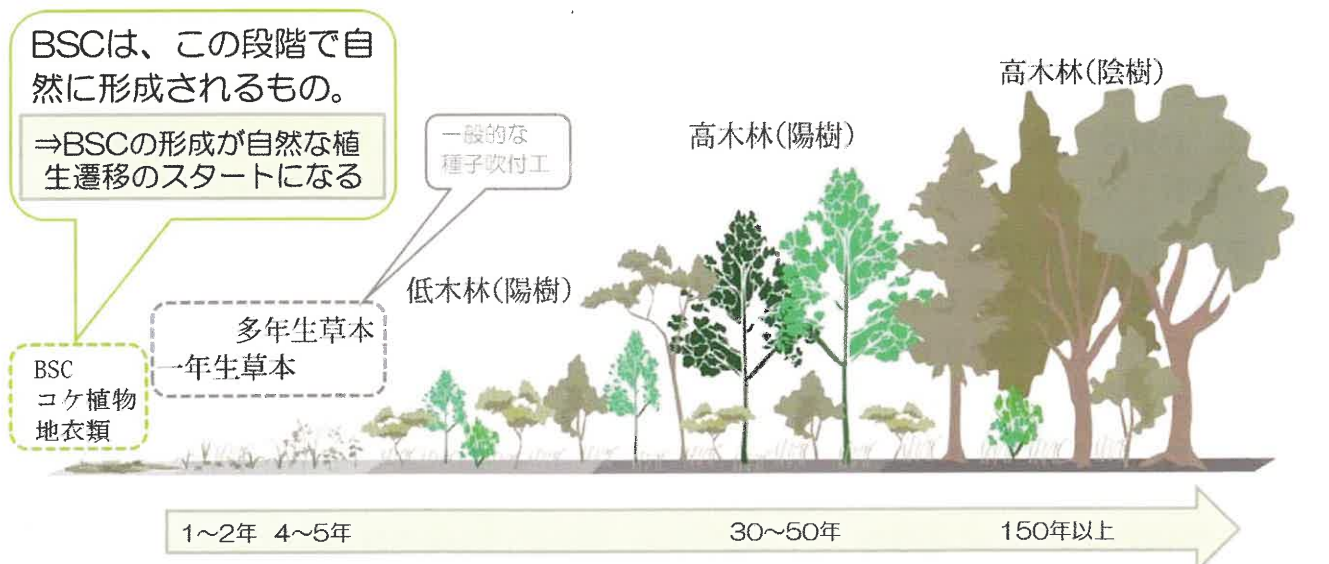 BSCは、この段階で自
然に形成されるもの。
⇒BSCの形成が自然な植
生遷移のスタートになる
一般的な
種子吹付工
高木林(陰樹)
高木林(陽樹)
低木林(陽樹)
多年生草本
一年生草本
BSC
コケ植物
地衣類
1〜2年 4〜5年 30〜50年 150年以上